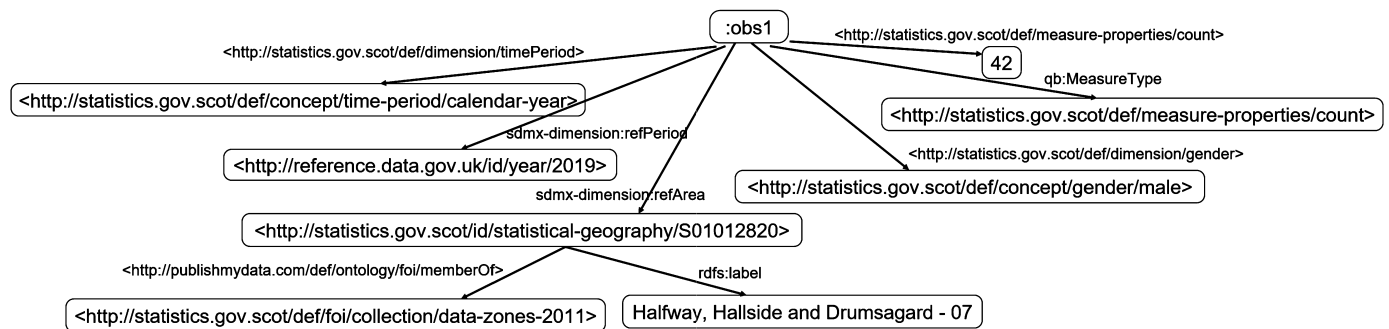 :obs1
<http://statistics.gov.scot/def/measure-properties/count>
<http://statistics.gov.scot/def/dimension/timePeriod>
42
qb:MeasureType
<http://statistics.gov.scot/def/concept/time-period/calendar-year>
<http://statistics.gov.scot/def/measure-properties/count>
sdmx-dimension:refPeriod
<http://statistics.gov.scot/def/dimension/gender>
<http://reference.data.gov.uk/id/year/2019>
<http://statistics.gov.scot/def/concept/gender/male>
sdmx-dimension:refArea
<http://statistics.gov.scot/id/statistical-geography/S01012820>
<http://publishmydata.com/def/ontology/foi/memberOf>
rdfs:label
<http://statistics.gov.scot/def/foi/collection/data-zones-2011>
Halfway, Hallside and Drumsagard - 07